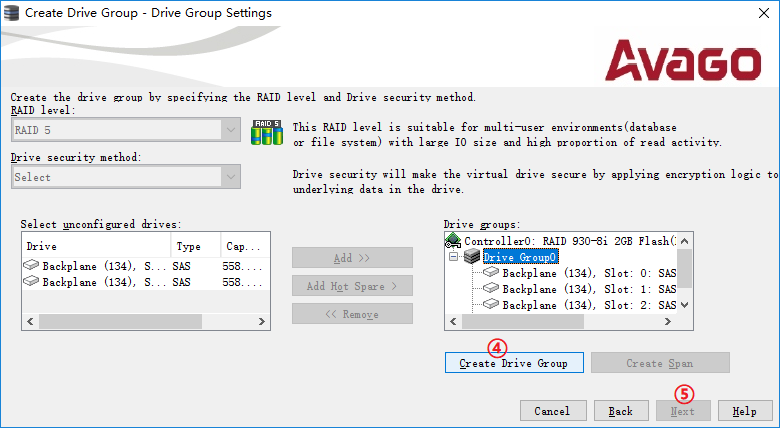 Create Drive Group - Drive Group Settings
AVAGO
Create the drive group by specifying the RAID level and Drive security method.
RAID level:
RAID 5
RAID 5
This RAID level is suitable for multi-user environments(database
or file system) with large IO size and high proportion of read activity.
Drive security method:
Select
Drive security will make the virtual drive secure by applying encryption logic to
underlying data in the drive.
Select unconfigured drives:
Drive Type Cap...
Backplane (134), S... SAS 558....
Backplane (134), S... SAS 558....
Add >>
Add Hot Spare >
<< Remove
Drive groups:
Controller0: RAID 930-8i 2GB Flash(
Drive Group0
Backplane (134), Slot: 0: SAS
Backplane (134), Slot: 1: SAS
Backplane (134), Slot: 2: SAS
④
Create Drive Group
Create Span
⑤
Cancel
Back
Next
Help